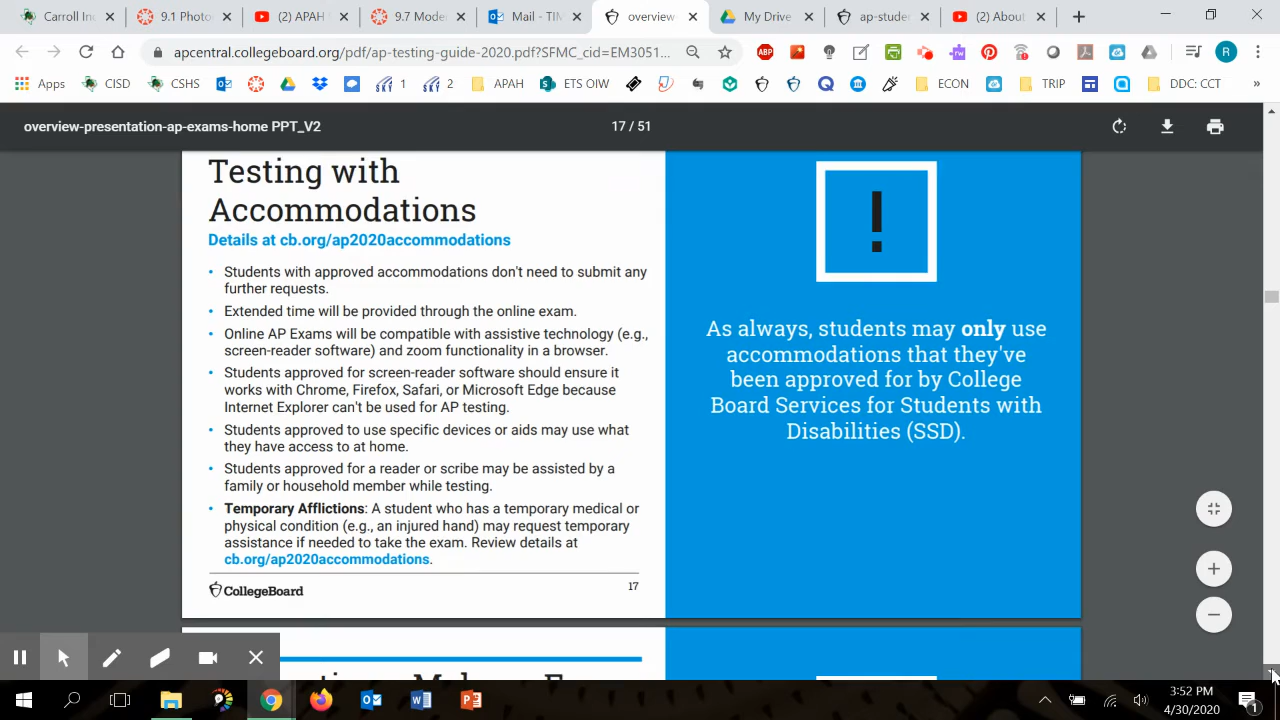 Carroll In
9.1 Photo
(2) APAH
9.7 Mode
Mail - TIM
overview
My Drive
ap-stude
(2) About
apcentral.collegeboard.org/pdf/ap-testing-guide-2020.pdf?SFMC_cid=EM3051...
ABP
rw
R
Apps
CISD
CSHS
1
2
APAH
ETS OIW
ECON
TRIP
DDC: CCT
»
overview-presentation-ap-exams-home PPT_V2
17 / 51
Testing with
Accommodations
Details at cb.org/ap2020accommodations
• Students with approved accommodations don't need to submit any
further requests.
• Extended time will be provided through the online exam.
• Online AP Exams will be compatible with assistive technology (e.g.,
screen-reader software) and zoom functionality in a browser.
• Students approved for screen-reader software should ensure it
works with Chrome, Firefox, Safari, or Microsoft Edge because
Internet Explorer can't be used for AP testing.
• Students approved to use specific devices or aids may use what
they have access to at home.
• Students approved for a reader or scribe may be assisted by a
family or household member while testing.
• Temporary Afflictions: A student who has a temporary medical or
physical condition (e.g., an injured hand) may request temporary
assistance if needed to take the exam. Review details at
cb.org/ap2020accommodations.
CollegeBoard
17
!
As always, students may only use
accommodations that they've
been approved for by College
Board Services for Students with
Disabilities (SSD).
3:52 PM
4/30/2020
1